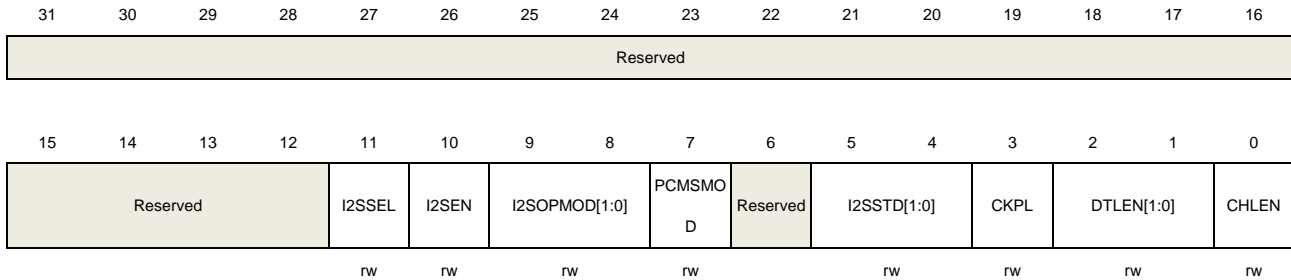 31 30 29 28 27 26 25 24 23 22 21 20 19 18 17 16
Reserved
15 14 13 12 11 10 9 8 7 6 5 4 3 2 1 0
Reserved I2SSEL I2SEN I2SOPMOD[1:0] PCMSMO
D Reserved I2SSTD[1:0] CKPL DTLEN[1:0] CHLEN
rw rw rw rw rw rw rw rw